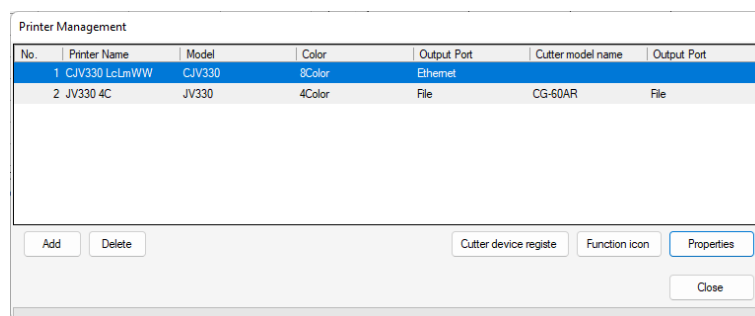 Printer Management
No. Printer Name Model Color Output Port Cutter model name Output Port
1 CJV330 LcLmWW CJV330 8Color Ethernet
2 JV330 4C JV330 4Color File CG-60AR File
Add Delete Cutter device registe Function icon Properties
Close